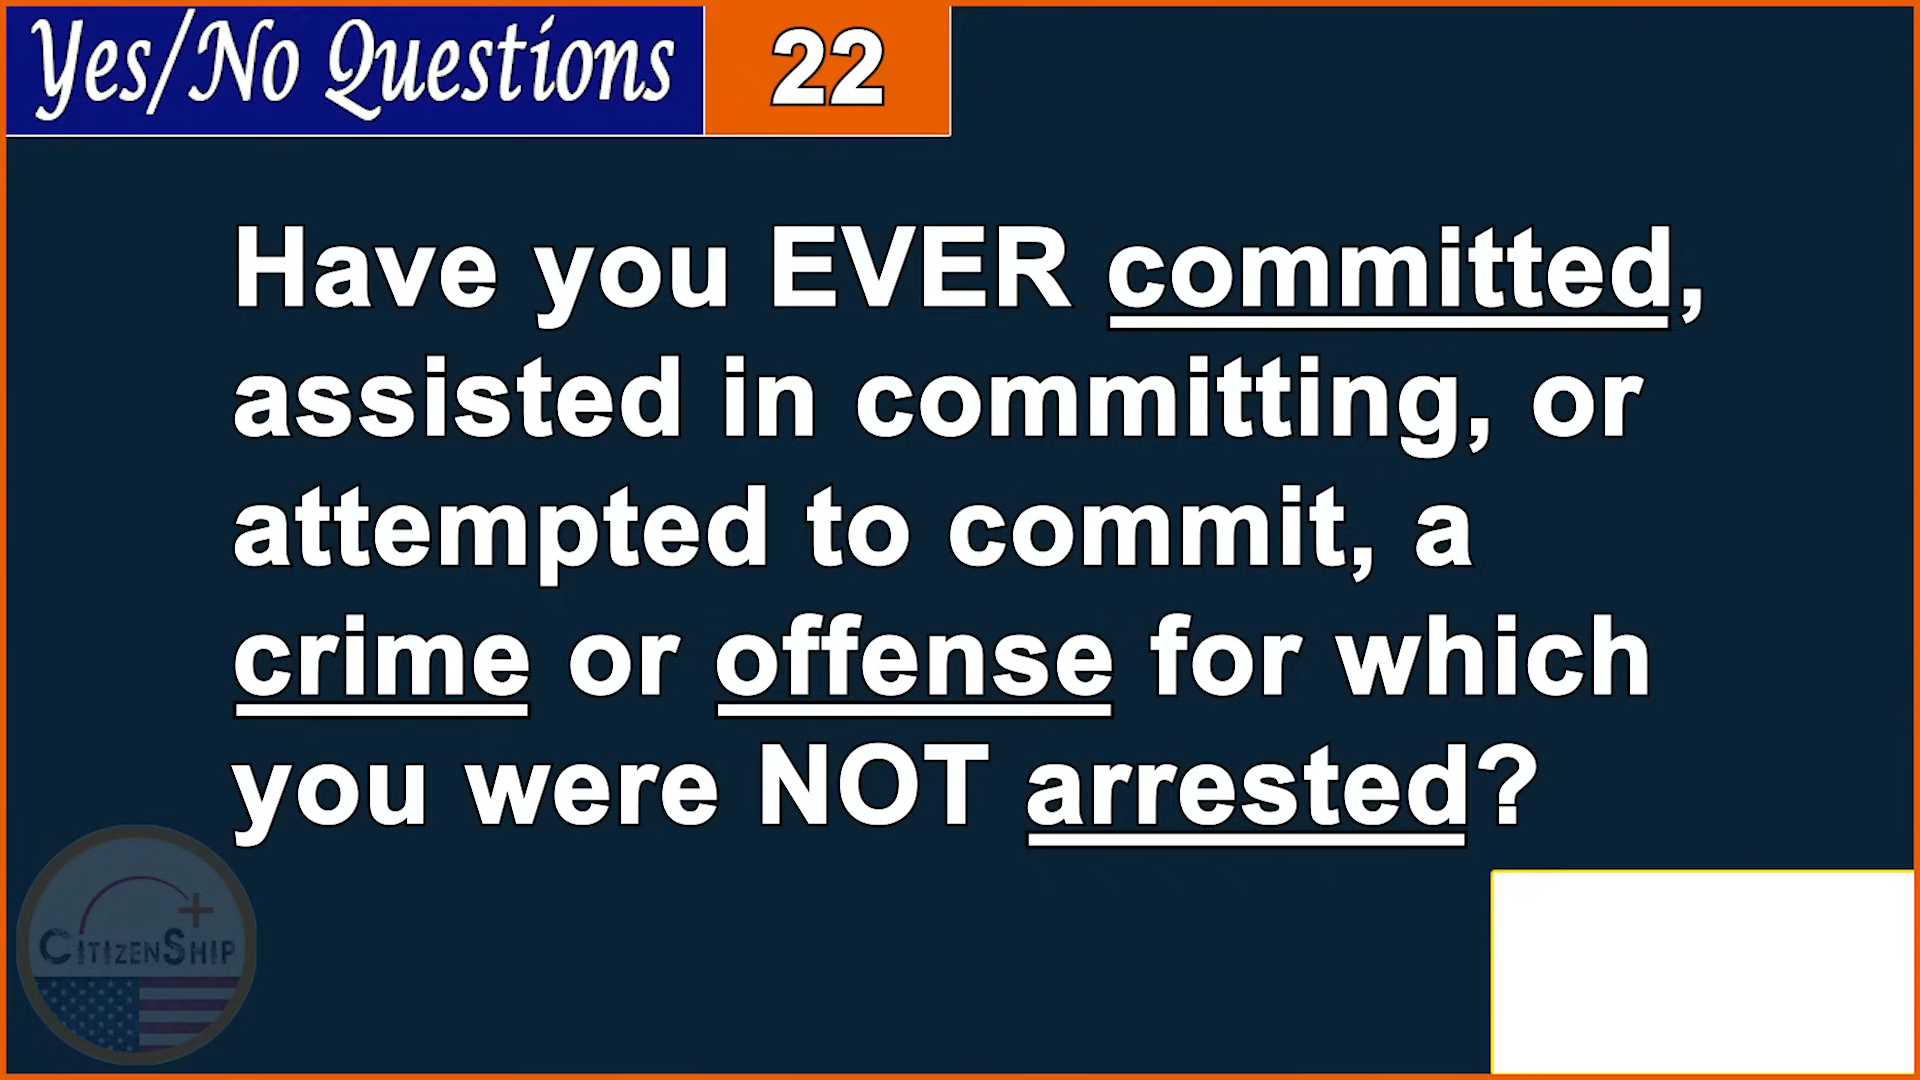 Yes/No Questions
22
Have you EVER committed,
assisted in committing, or
attempted to commit, a
crime or offense for which
you were NOT arrested?
CITIZENSHIP